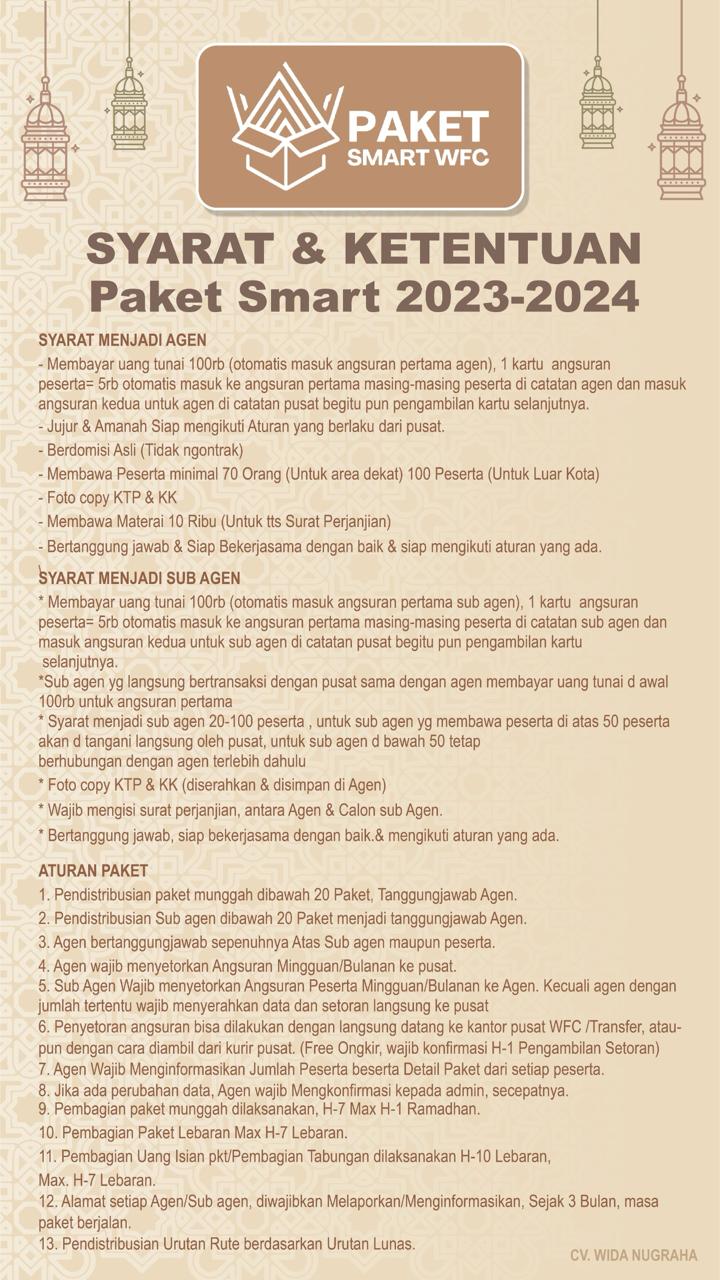 PAKET
SMART WFC
SYARAT & KETENTUAN
Paket Smart 2023-2024
SYARAT MENJADI AGEN
- Membayar uang tunai 100rb (otomatis masuk angsuran pertama agen), 1 kartu  angsuran
peserta= 5rb otomatis masuk ke angsuran pertama masing-masing peserta di catatan agen dan masuk
angsuran kedua untuk agen di catatan pusat begitu pun pengambilan kartu selanjutnya.
- Jujur & Amanah Siap mengikuti Aturan yang berlaku dari pusat.
- Berdomisi Asli (Tidak ngontrak)
- Membawa Peserta minimal 70 Orang (Untuk area dekat) 100 Peserta (Untuk Luar Kota)
- Foto copy KTP & KK
- Membawa Materai 10 Ribu (Untuk tts Surat Perjanjian)
- Bertanggung jawab & Siap Bekerjasama dengan baik & siap mengikuti aturan yang ada.
\
SYARAT MENJADI SUB AGEN
* Membayar uang tunai 100rb (otomatis masuk angsuran pertama sub agen), 1 kartu  angsuran
peserta= 5rb otomatis masuk ke angsuran pertama masing-masing peserta di catatan sub agen dan
masuk angsuran kedua untuk sub agen di catatan pusat begitu pun pengambilan kartu
selanjutnya.
*Sub agen yg langsung bertransaksi dengan pusat sama dengan agen membayar uang tunai d awal
100rb untuk angsuran pertama
* Syarat menjadi sub agen 20-100 peserta , untuk sub agen yg membawa peserta di atas 50 peserta
akan d tangani langsung oleh pusat, untuk sub agen d bawah 50 tetap
berhubungan dengan agen terlebih dahulu
* Foto copy KTP & KK (diserahkan & disimpan di Agen)
* Wajib mengisi surat perjanjian, antara Agen & Calon sub Agen.
* Bertanggung jawab, siap bekerjasama dengan baik.& mengikuti aturan yang ada.
ATURAN PAKET
1. Pendistribusian paket munggah dibawah 20 Paket, Tanggungjawab Agen.
2. Pendistribusian Sub agen dibawah 20 Paket menjadi tanggungjawab Agen.
3. Agen bertanggungjawab sepenuhnya Atas Sub agen maupun peserta.
4. Agen wajib menyetorkan Angsuran Mingguan/Bulanan ke pusat.
5. Sub Agen Wajib menyetorkan Angsuran Peserta Mingguan/Bulanan ke Agen. Kecuali agen dengan
jumlah tertentu wajib menyerahkan data dan setoran langsung ke pusat
6. Penyetoran angsuran bisa dilakukan dengan langsung datang ke kantor pusat WFC /Transfer, atau-
pun dengan cara diambil dari kurir pusat. (Free Ongkir, wajib konfirmasi H-1 Pengambilan Setoran)
7. Agen Wajib Menginformasikan Jumlah Peserta beserta Detail Paket dari setiap peserta.
8. Jika ada perubahan data, Agen wajib Mengkonfirmasi kepada admin, secepatnya.
9. Pembagian paket munggah dilaksanakan, H-7 Max H-1 Ramadhan.
10. Pembagian Paket Lebaran Max H-7 Lebaran.
11. Pembagian Uang Isian pkt/Pembagian Tabungan dilaksanakan H-10 Lebaran,
Max. H-7 Lebaran.
12. Alamat setiap Agen/Sub agen, diwajibkan Melaporkan/Menginformasikan, Sejak 3 Bulan, masa
paket berjalan.
13. Pendistribusian Urutan Rute berdasarkan Urutan Lunas.
CV. WIDA NUGRAHA